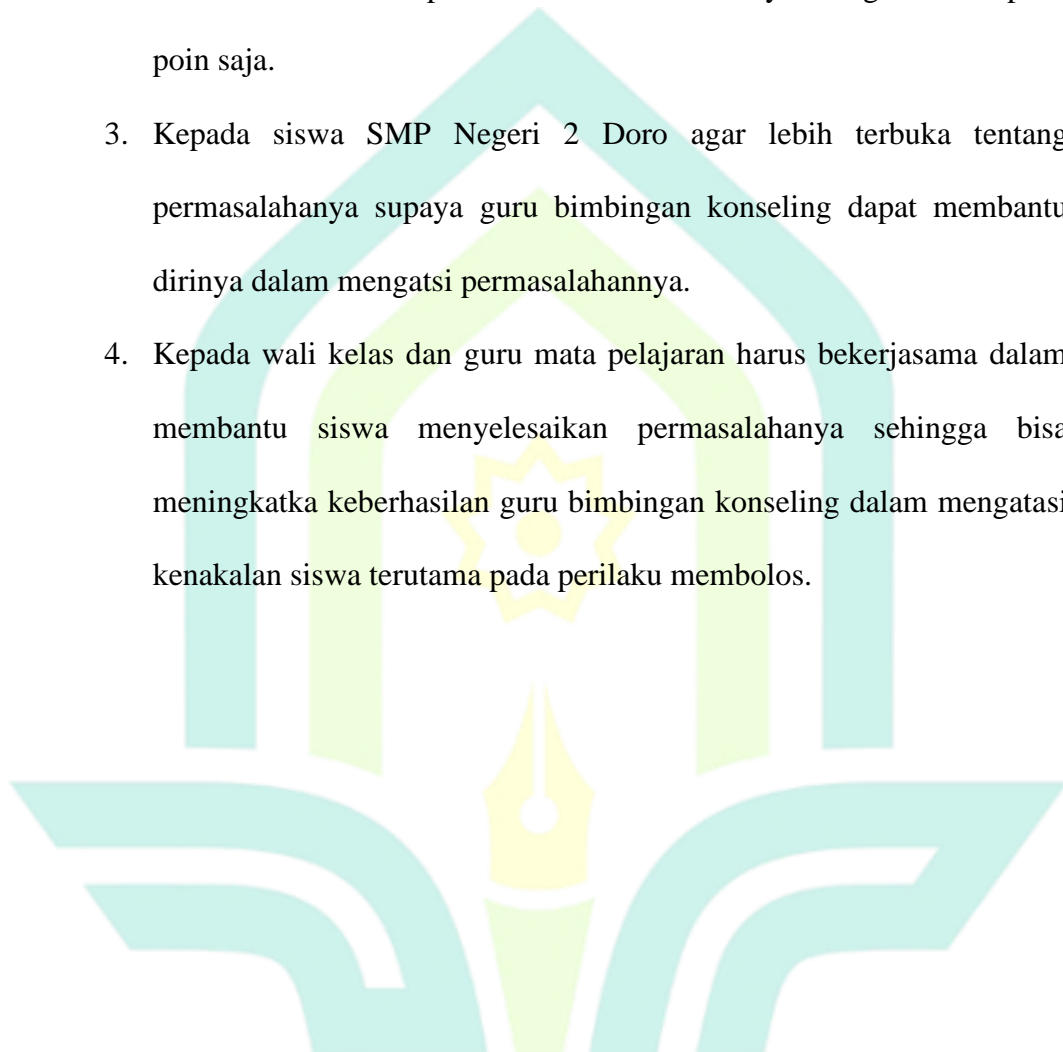 poin saja.
3. Kepada siswa SMP Negeri 2 Doro agar lebih terbuka tentang
permasalahanya supaya guru bimbingan konseling dapat membantu
dirinya dalam mengatsi permasalahannya.
4. Kepada wali kelas dan guru mata pelajaran harus bekerjasama dalam
membantu siswa menyelesaikan permasalahanya sehingga bisa
meningkatka keberhasilan guru bimbingan konseling dalam mengatasi
kenakalan siswa terutama pada perilaku membolos.